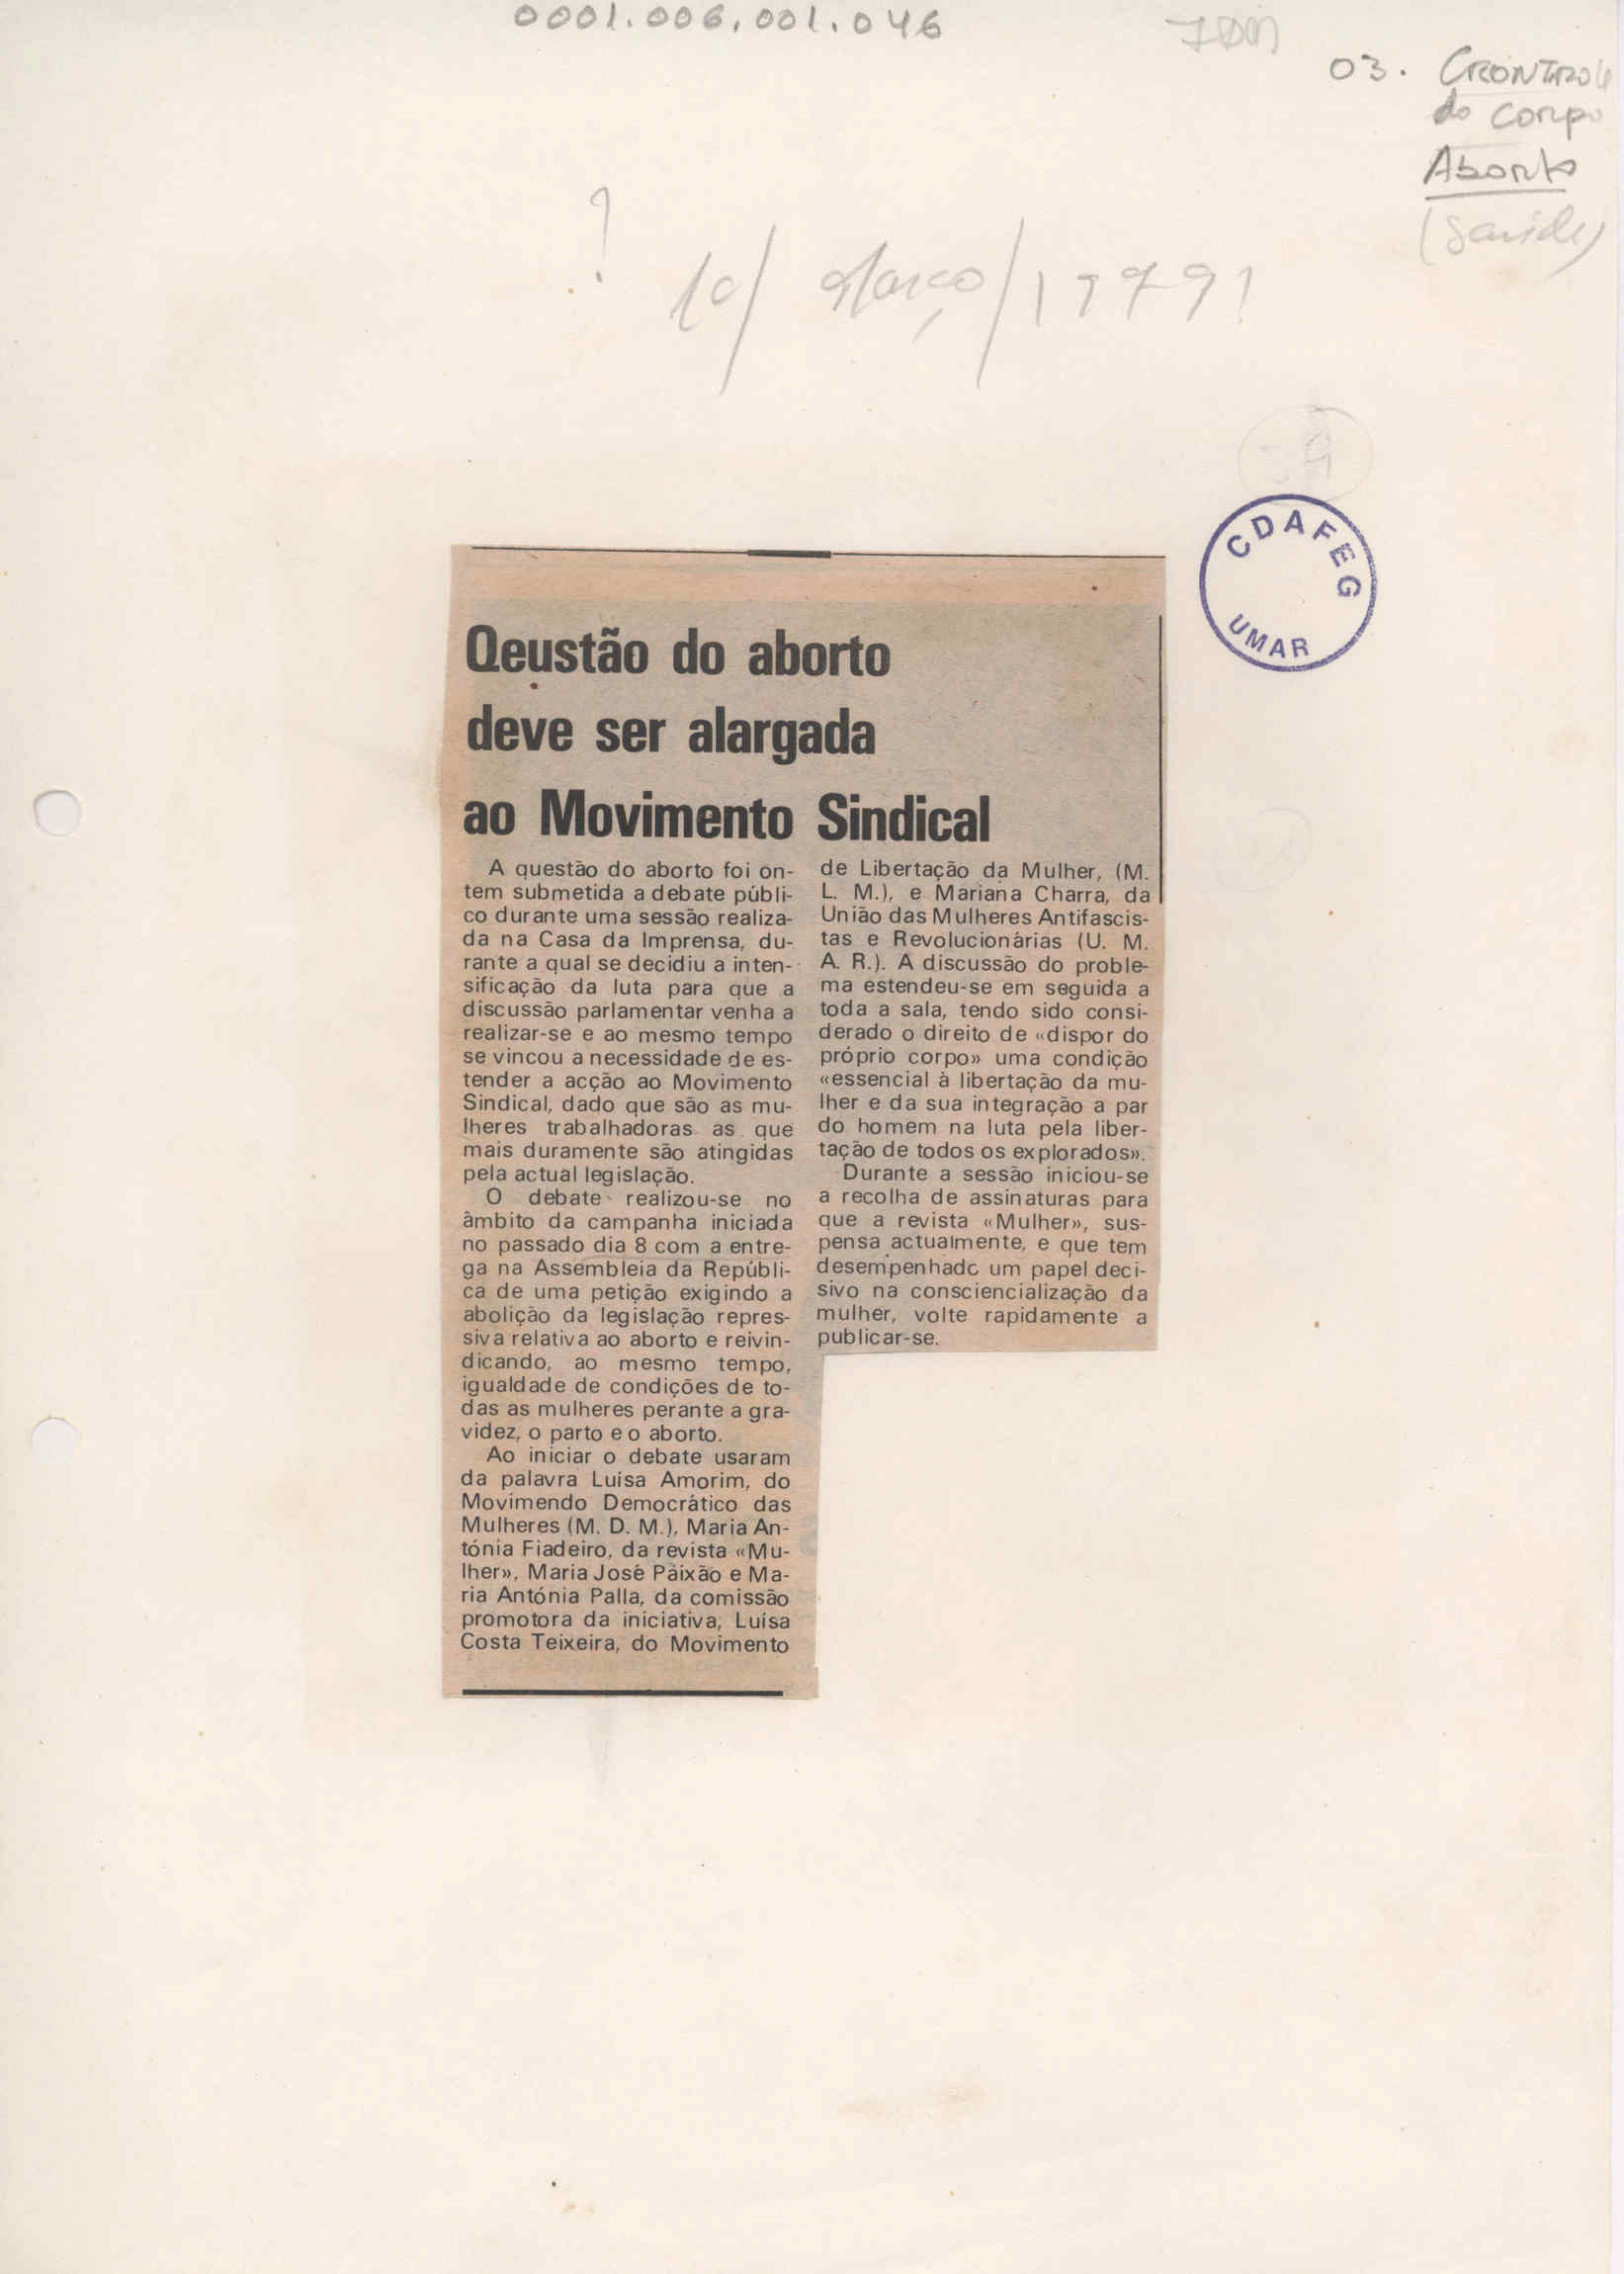 0001.006.001.046
03. CRONTROLE
do corpo
Aborto
(Saúde)
?
10/ Março/1979?
CDAFEG
UMAR
Qeustão do aborto
deve ser alargada
ao Movimento Sindical
A questão do aborto foi on-
tem submetida a debate públi-
co durante uma sessão realiza-
da na Casa da Imprensa, du-
rante a qual se decidiu a inten-
sificação da luta para que a
discussão parlamentar venha a
realizar-se e ao mesmo tempo
se vincou a necessidade de es-
tender a acção ao Movimento
Sindical, dado que são as mu-
lheres trabalhadoras as que
mais duramente são atingidas
pela actual legislação.
O debate realizou-se no
âmbito da campanha iniciada
no passado dia 8 com a entre-
ga na Assembleia da Repúbli-
ca de uma petição exigindo a
abolição da legislação repres-
siva relativa ao aborto e reivin-
dicando, ao mesmo tempo,
igualdade de condições de to-
das as mulheres perante a gra-
videz, o parto e o aborto.
Ao iniciar o debate usaram
da palavra Luísa Amorim, do
Movimendo Democrático das
Mulheres (M. D. M.), Maria An-
tónia Fiadeiro, da revista «Mu-
lher», Maria José Paixão e Ma-
ria Antónia Palla, da comissão
promotora da iniciativa; Luísa
Costa Teixeira, do Movimento
de Libertação da Mulher, (M.
L. M.), e Mariana Charra, da
União das Mulheres Antifascis-
tas e Revolucionárias (U. M.
A. R.). A discussão do proble-
ma estendeu-se em seguida a
toda a sala, tendo sido consi-
derado o direito de «dispor do
próprio corpo» uma condição
«essencial à libertação da mu-
lher e da sua integração a par
do homem na luta pela liber-
tação de todos os explorados».
Durante a sessão iniciou-se
a recolha de assinaturas para
que a revista «Mulher», sus-
pensa actualmente, e que tem
desempenhado um papel deci-
sivo na consciencialização da
mulher, volte rapidamente a
publicar-se.